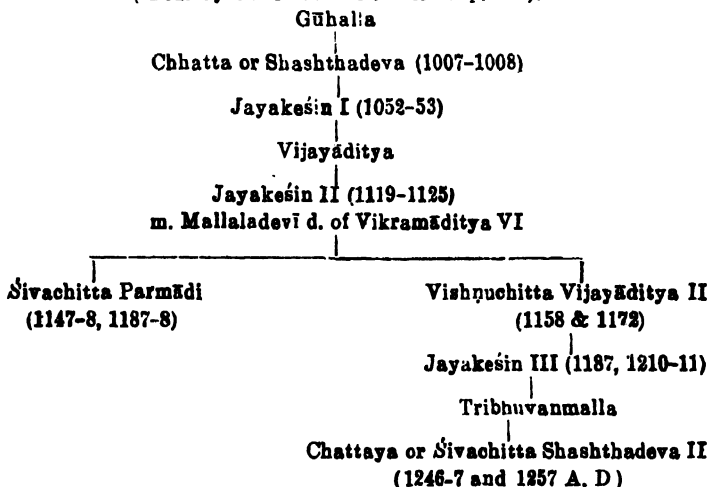 Gūhalla
Chhatta or Shashthadeva (1007-1008)
Jayakeśin I (1052-53)
Vijayāditya
Jayakeśin II (1119-1125)
m. Mallaladevī d. of Vikramāditya VI
Śivachitta Parmādi Vishṇuchitta Vijayāditya II
(1147-8, 1187-8) (1158 & 1172)
Jayakeśin III (1187, 1210-11)
Tribhuvanmalla
Chattaya or Śivachitta Shashthadeva II
(1246-7 and 1257 A, D)